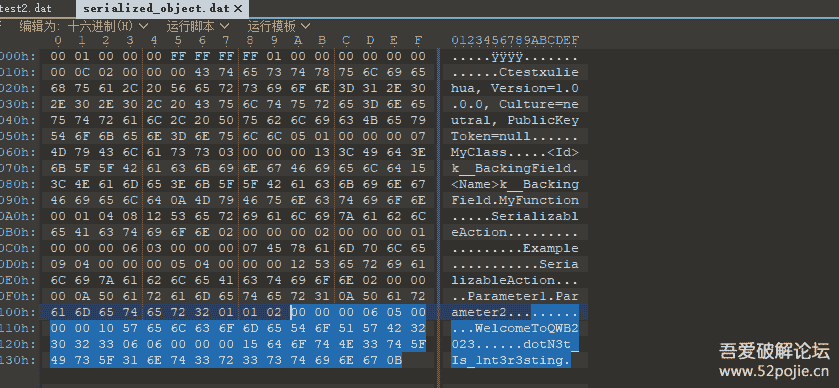 test2.dat serialized_object.dat ×
编辑为: 十六进制(H) 运行脚本 运行模板
0 1 2 3 4 5 6 7 8 9 A B C D E F 0123456789ABCDEF
000h: 00 01 00 00 00 FF FF FF FF 01 00 00 00 00 00 00 .....ÿÿÿÿ.......
010h: 00 0C 02 00 00 00 43 74 65 73 74 78 75 6C 69 65 ......Ctestxulie
020h: 68 75 61 2C 20 56 65 72 73 69 6F 6E 3D 31 2E 30 hua, Version=1.0
030h: 2E 30 2E 30 2C 20 43 75 6C 74 75 72 65 3D 6E 65 .0.0, Culture=ne
040h: 75 74 72 61 6C 2C 20 50 75 62 6C 69 63 4B 65 79 utral, PublicKey
050h: 54 6F 6B 65 6E 3D 6E 75 6C 6C 05 01 00 00 00 07 Token=null......
060h: 4D 79 43 6C 61 73 73 03 00 00 00 13 3C 49 64 3E MyClass.....<Id>
070h: 6B 5F 5F 42 61 63 6B 69 6E 67 46 69 65 6C 64 15 k__BackingField.
080h: 3C 4E 61 6D 65 3E 6B 5F 5F 42 61 63 6B 69 6E 67 <Name>k__Backing
090h: 46 69 65 6C 64 0A 4D 79 46 75 6E 63 74 69 6F 6E Field.MyFunction
0A0h: 00 01 04 08 12 53 65 72 69 61 6C 69 7A 61 62 6C .....Serializabl
0B0h: 65 41 63 74 69 6F 6E 02 00 00 00 02 00 00 00 01 eAction.........
0C0h: 00 00 00 06 03 00 00 00 07 45 78 61 6D 70 6C 65 .........Example
0D0h: 09 04 00 00 00 05 04 00 00 00 12 53 65 72 69 61 ...........Seria
0E0h: 6C 69 7A 61 62 6C 65 41 63 74 69 6F 6E 02 00 00 lizableAction...
0F0h: 00 0A 50 61 72 61 6D 65 74 65 72 31 0A 50 61 72 ..Parameter1.Par
100h: 61 6D 65 74 65 72 32 01 01 02 00 00 00 06 05 00 ameter2.........
110h: 00 00 10 57 65 6C 63 6F 6D 65 54 6F 51 57 42 32 ...WelcomeToQWB2
120h: 30 32 33 06 06 00 00 00 15 64 6F 74 4E 33 74 5F 023......dotN3t_
130h: 49 73 5F 31 6E 74 33 72 33 73 74 69 6E 67 0B Is_1nt3r3sting.
吾爱破解论坛
www.52pojie.cn